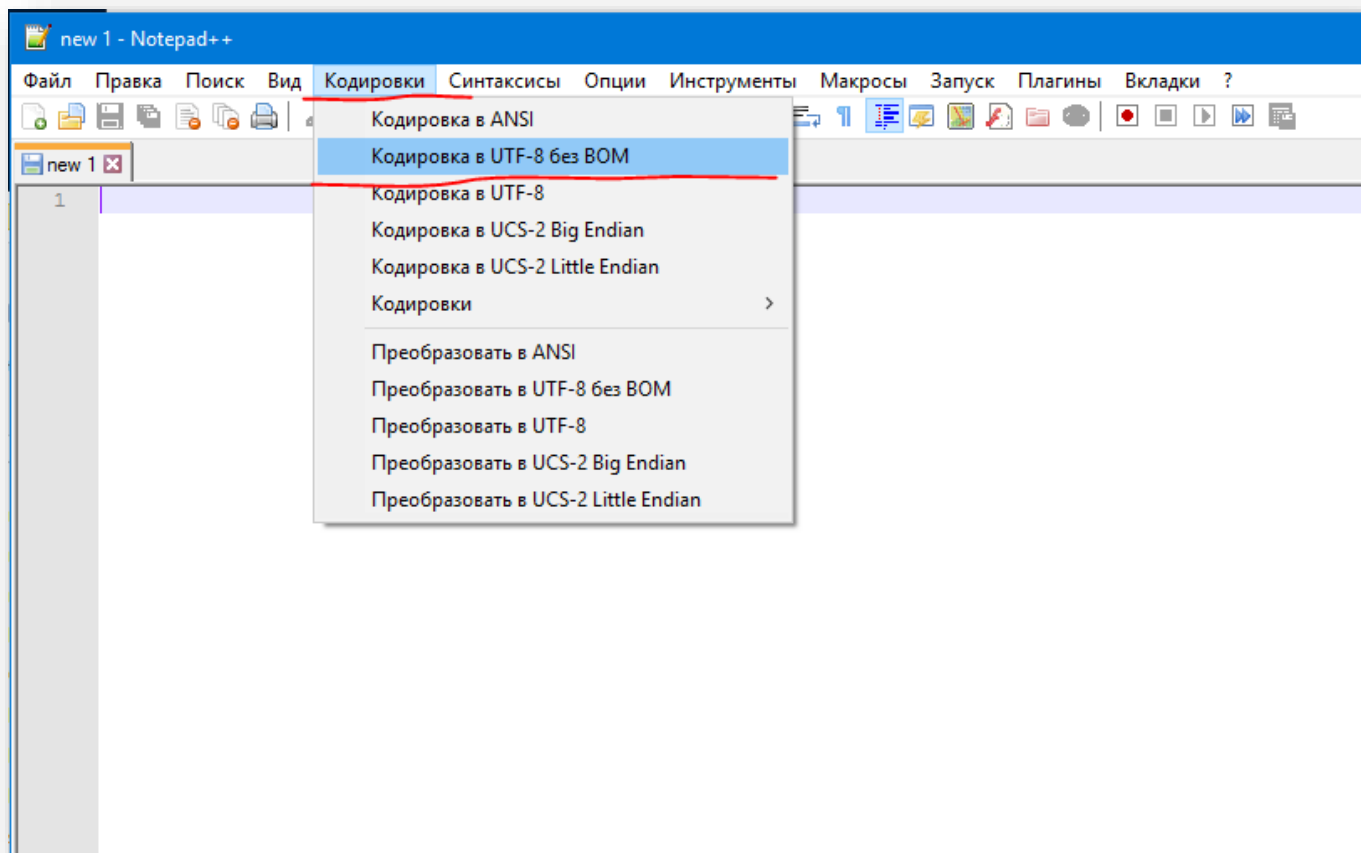 new 1 - Notepad++
Файл Правка Поиск Вид Кодировки Синтаксисы Опции Инструменты Макросы Запуск Плагины Вкладки ?
new 1
1
Кодировка в ANSI
Кодировка в UTF-8 без BOM
Кодировка в UTF-8
Кодировка в UCS-2 Big Endian
Кодировка в UCS-2 Little Endian
Кодировки
Преобразовать в ANSI
Преобразовать в UTF-8 без BOM
Преобразовать в UTF-8
Преобразовать в UCS-2 Big Endian
Преобразовать в UCS-2 Little Endian